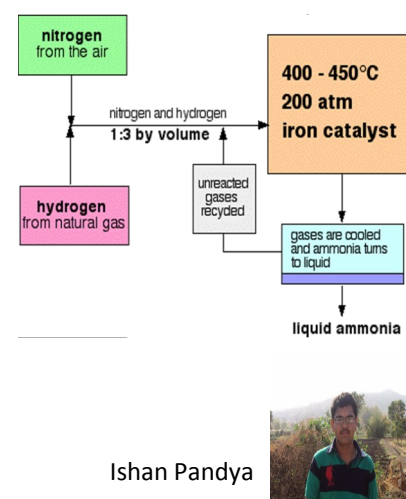 nitrogen
from the air
nitrogen and hydrogen
1:3 by volume
hydrogen
from natural gas
400 - 450°C
200 atm
iron catalyst
unreacted
gases
recycled
gases are cooled
and ammonia turns
to liquid
liquid ammonia
Ishan Pandya